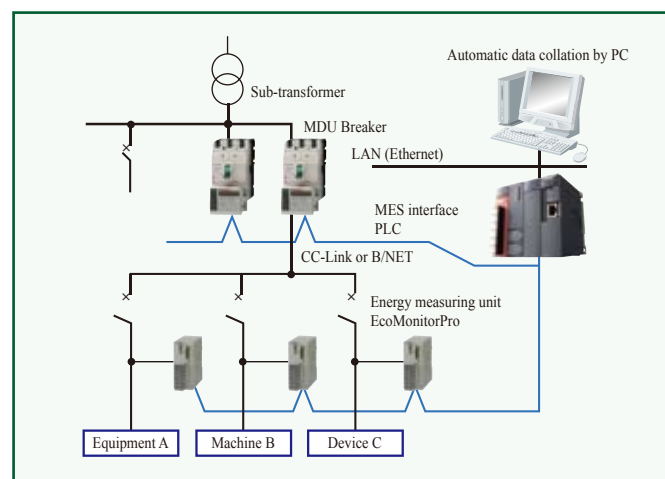 Automatic data collation by PC
Sub-transformer
MDU Breaker
LAN (Ethernet)
MES interface
PLC
CC-Link or B/NET
Energy measuring unit
EcoMonitorPro
Equipment A
Machine B
Device C